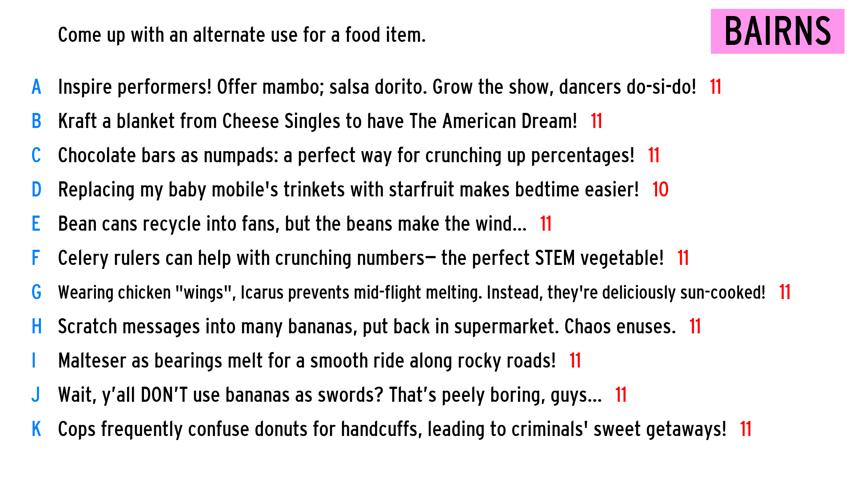 Come up with an alternate use for a food item.
BAIRNS
A Inspire performers! Offer mambo; salsa dorito. Grow the show, dancers do-si-do! 11
B Kraft a blanket from Cheese Singles to have The American Dream! 11
C Chocolate bars as numpads: a perfect way for crunching up percentages! 11
D Replacing my baby mobile's trinkets with starfruit makes bedtime easier! 10
E Bean cans recycle into fans, but the beans make the wind... 11
F Celery rulers can help with crunching numbers— the perfect STEM vegetable! 11
G Wearing chicken "wings", Icarus prevents mid-flight melting. Instead, they're deliciously sun-cooked! 11
H Scratch messages into many bananas, put back in supermarket. Chaos enuses. 11
I Malteser as bearings melt for a smooth ride along rocky roads! 11
J Wait, y’all DON’T use bananas as swords? That’s peely boring, guys... 11
K Cops frequently confuse donuts for handcuffs, leading to criminals' sweet getaways! 11